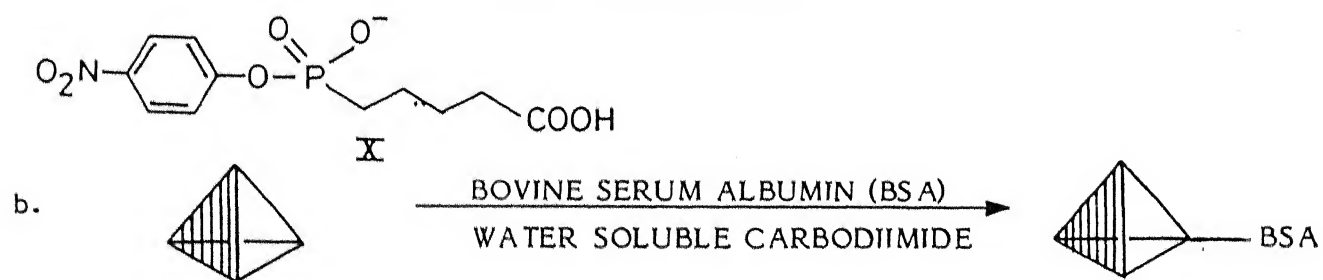 O O⁻
O₂N O P COOH
X
b. BOVINE SERUM ALBUMIN (BSA)
WATER SOLUBLE CARBODIIMIDE BSA